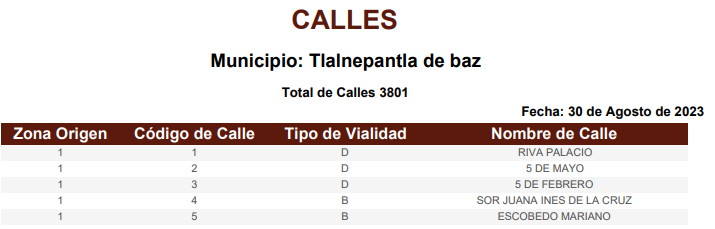 CALLES
Municipio: Tlalnepantla de baz
Total de Calles 3801
Fecha: 30 de Agosto de 2023
Zona Origen Código de Calle Tipo de Vialidad Nombre de Calle
1 1 D RIVA PALACIO
1 2 D 5 DE MAYO
1 3 D 5 DE FEBRERO
1 4 B SOR JUANA INES DE LA CRUZ
1 5 B ESCOBEDO MARIANO